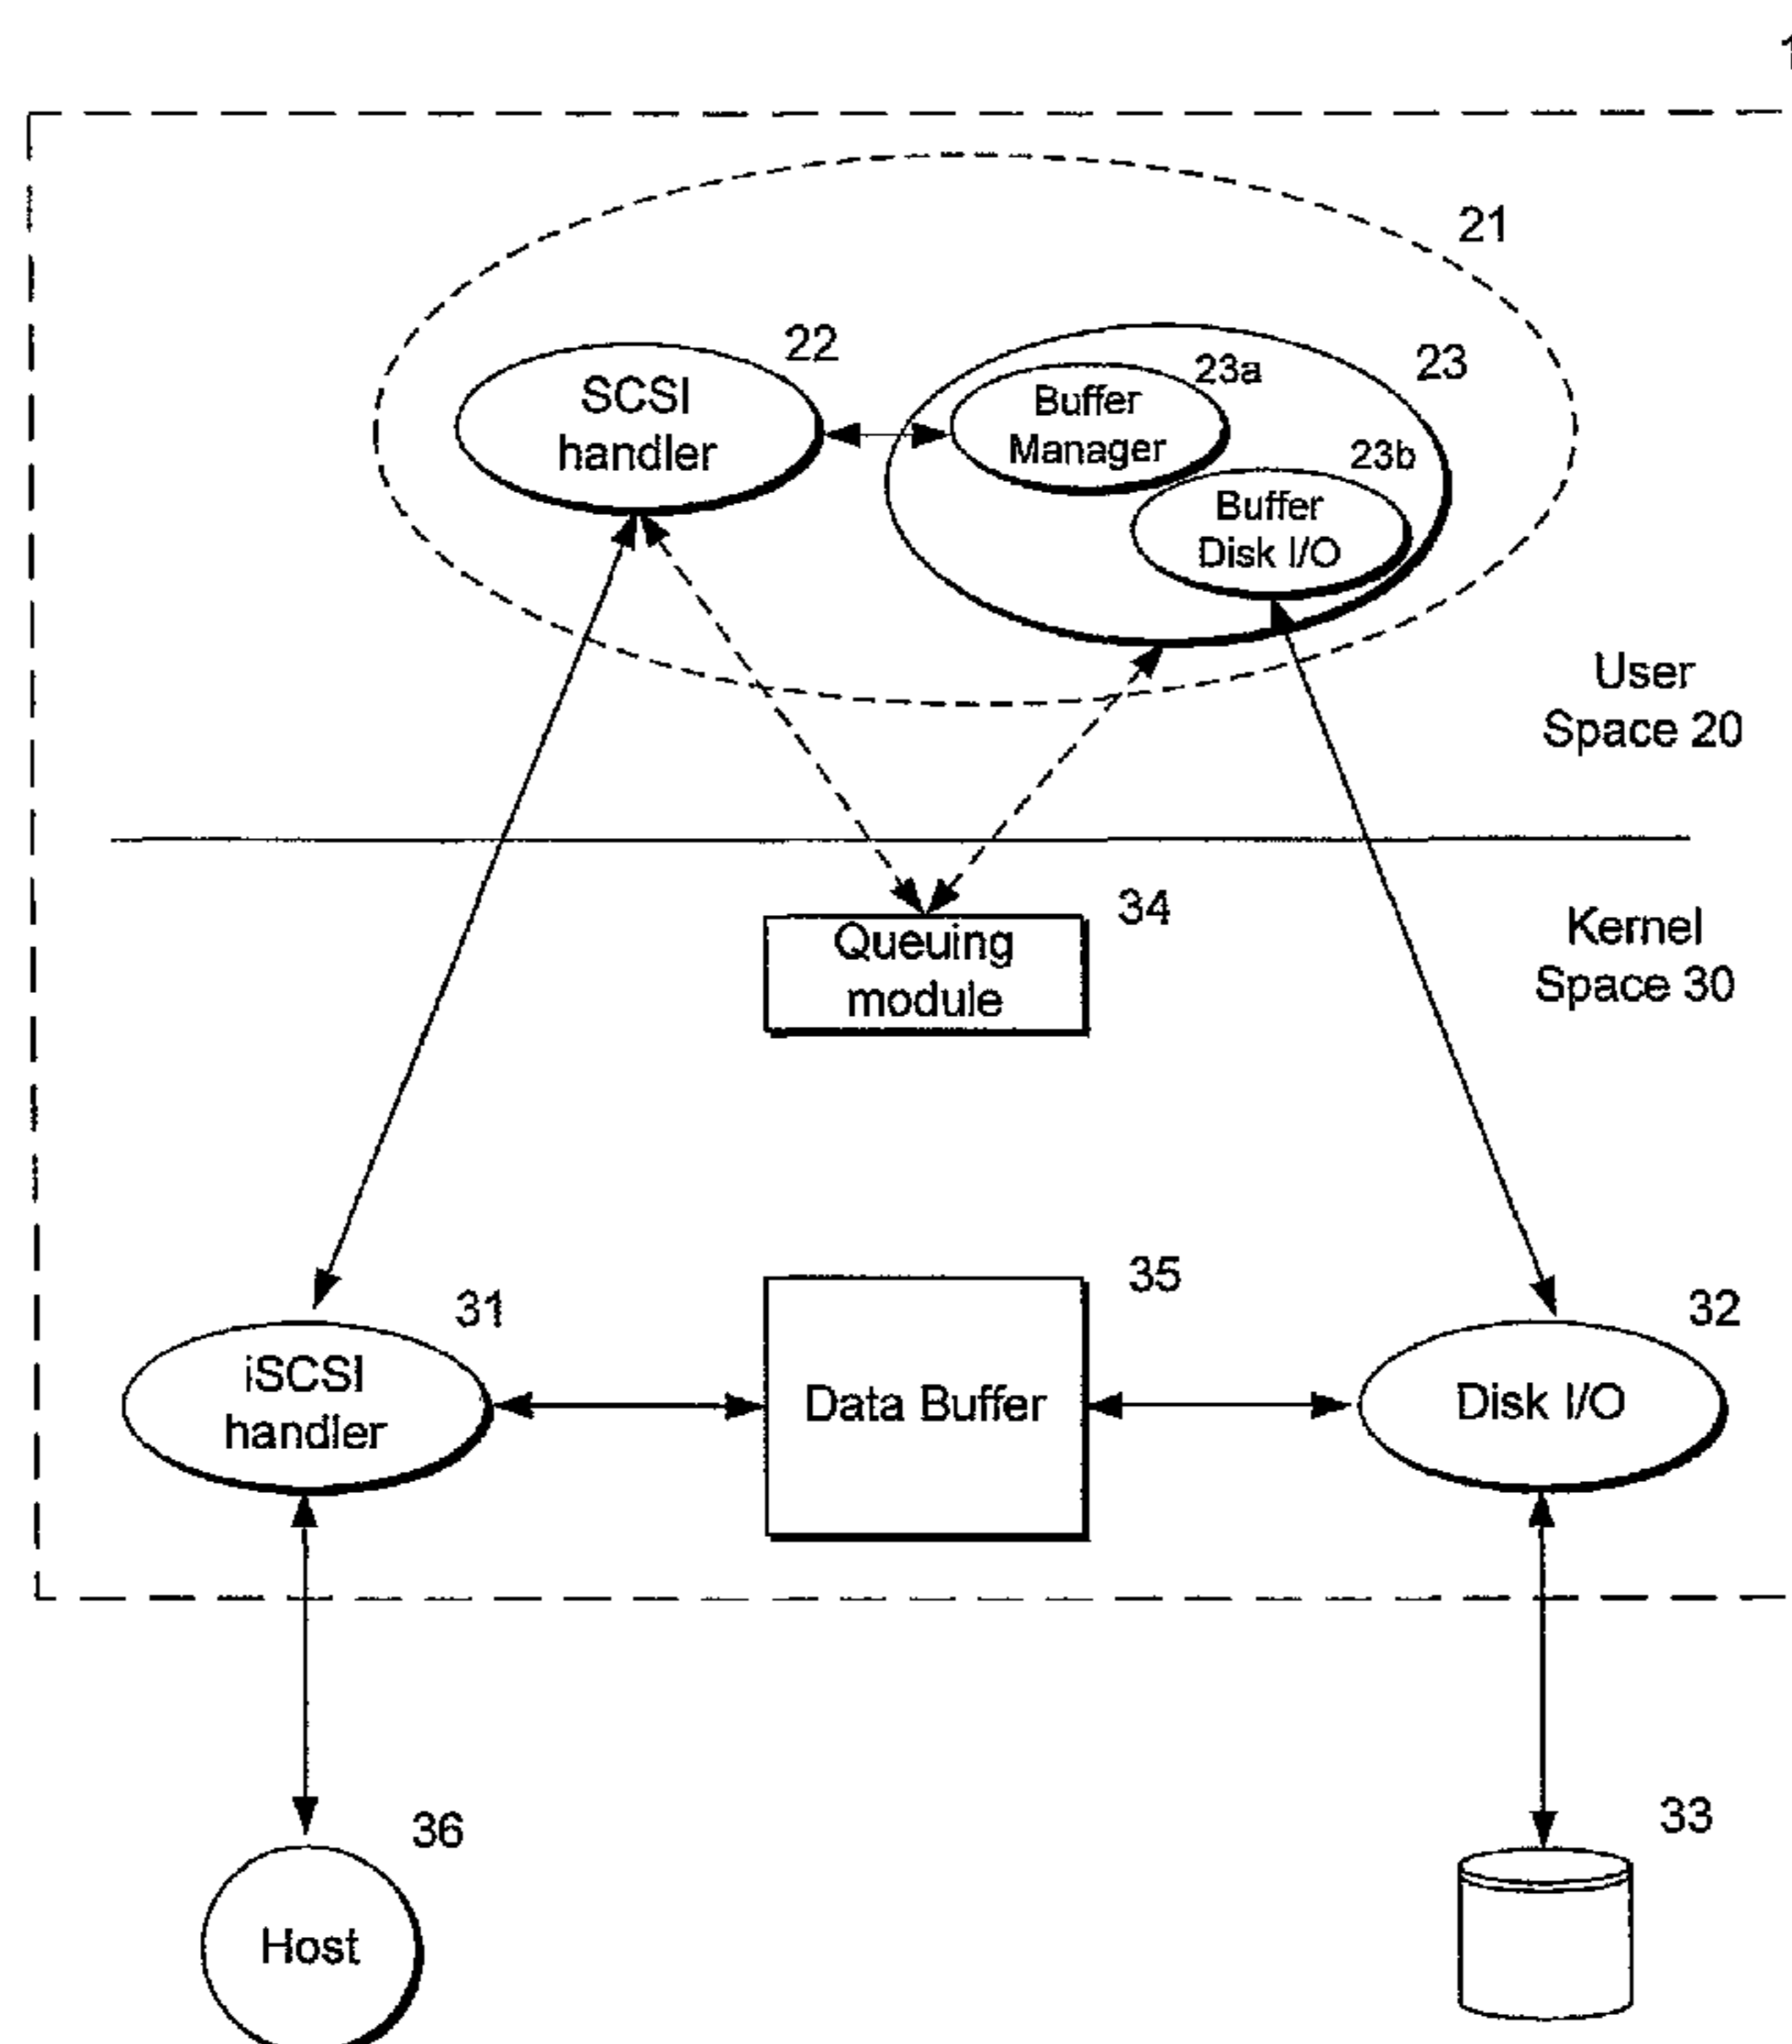 21
22
SCSI
handler
23
23a
Buffer
Manager
23b
Buffer
Disk I/O
User
Space 20
34
Queuing
module
Kernel
Space 30
35
31
iSCSI
handler
Data Buffer
32
Disk I/O
36
Host
33